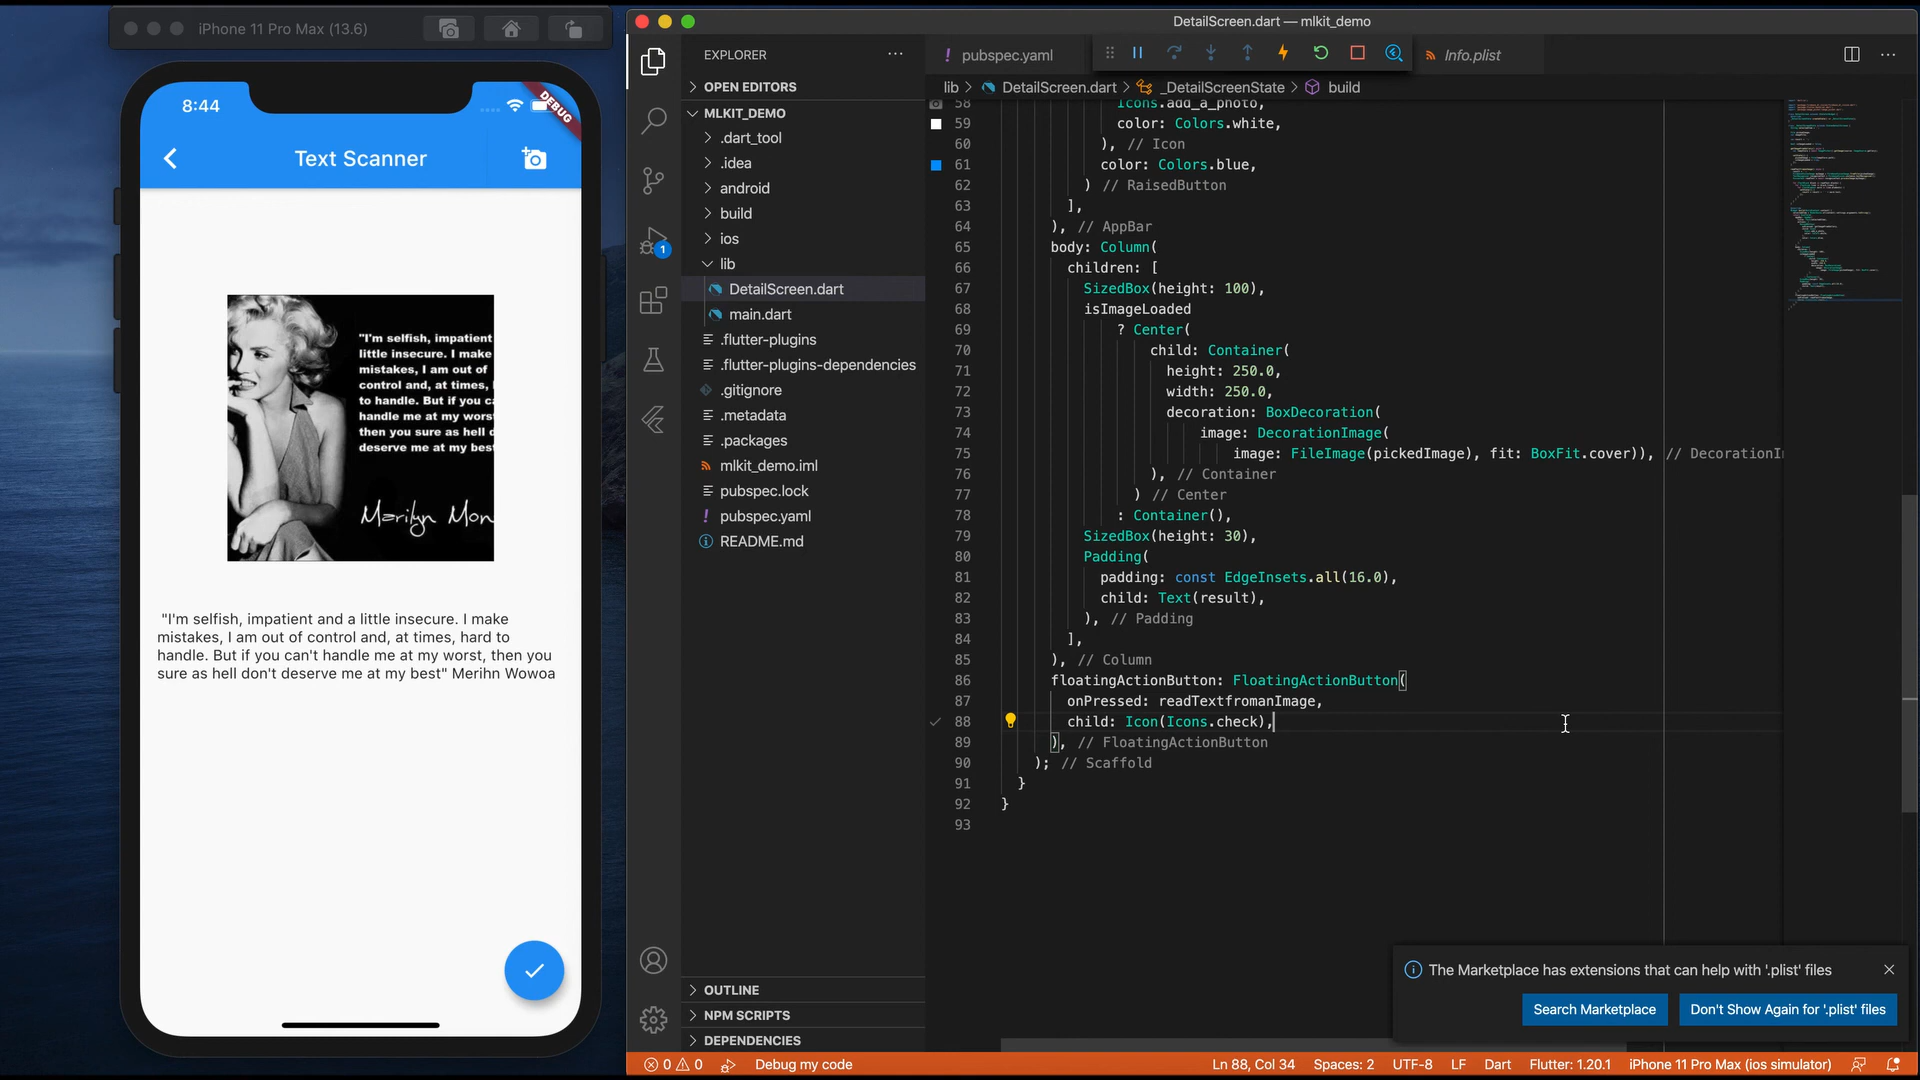 iPhone 11 Pro Max (13.6)
8:44
DEBUG
Text Scanner
"I'm selfish, impatient
little insecure. I make
mistakes, I am out of
control and, at times,
to handle. But if you ca
handle me at my wors
then you sure as hell
deserve me at my best
Marilyn Mon
"I'm selfish, impatient and a little insecure. I make
mistakes, I am out of control and, at times, hard to
handle. But if you can't handle me at my worst, then you
sure as hell don't deserve me at my best" Merihn Wowoa
DetailScreen.dart — mlkit_demo
EXPLORER
OPEN EDITORS
MLKIT_DEMO
.dart_tool
.idea
android
build
ios
lib
DetailScreen.dart
main.dart
.flutter-plugins
.flutter-plugins-dependencies
.gitignore
.metadata
.packages
mlkit_demo.iml
pubspec.lock
! pubspec.yaml
README.md
OUTLINE
NPM SCRIPTS
DEPENDENCIES
1
! pubspec.yaml
Info.plist
lib > DetailScreen.dart > _DetailScreenState > build
58 Icons.add_a_photo,
59 color: Colors.white,
60 ), // Icon
61 color: Colors.blue,
62 ) // RaisedButton
63 ],
64 ), // AppBar
65 body: Column(
66 children: [
67 SizedBox(height: 100),
68 isImageLoaded
69 ? Center(
70 child: Container(
71 height: 250.0,
72 width: 250.0,
73 decoration: BoxDecoration(
74 image: DecorationImage(
75 image: FileImage(pickedImage), fit: BoxFit.cover)), // DecorationI
76 ), // Container
77 ) // Center
78 : Container(),
79 SizedBox(height: 30),
80 Padding(
81 padding: const EdgeInsets.all(16.0),
82 child: Text(result),
83 ), // Padding
84 ],
85 ), // Column
86 floatingActionButton: FloatingActionButton(
87 onPressed: readTextfromanImage,
88 child: Icon(Icons.check),
89 ), // FloatingActionButton
90 ); // Scaffold
91 }
92 }
93
The Marketplace has extensions that can help with '.plist' files
Search Marketplace
Don't Show Again for '.plist' files
0 0 Debug my code
Ln 88, Col 34 Spaces: 2 UTF-8 LF Dart Flutter: 1.20.1 iPhone 11 Pro Max (ios simulator)